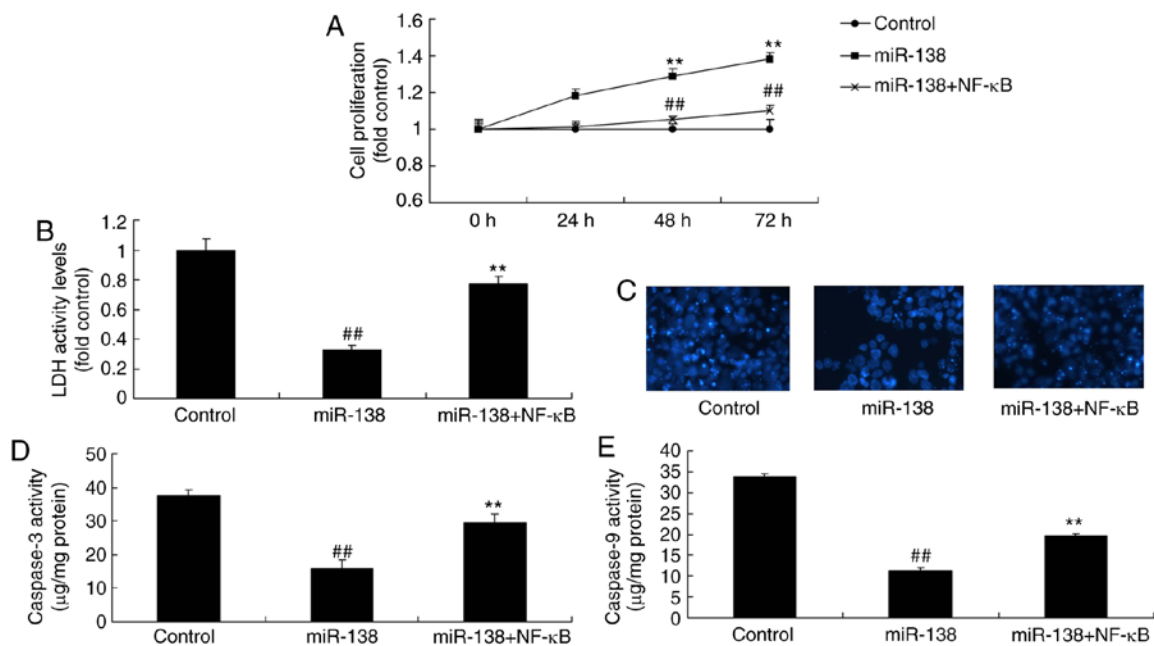 A
Cell proliferation
(fold control)
1.6
1.4
1.2
1
0.8
0.6
**
**
##
##
0 h 24 h 48 h 72 h
Control
miR-138
miR-138+NF-κB
B
LDH activity levels
(fold control)
1.2
1
0.8
0.6
0.4
0.2
0
##
**
Control miR-138 miR-138+NF-κB
C
Control miR-138 miR-138+NF-κB
D
Caspase-3 activity
(μg/mg protein)
50
40
30
20
10
0
##
**
Control miR-138 miR-138+NF-κB
E
Caspase-9 activity
(μg/mg protein)
40
35
30
25
20
15
10
5
0
##
**
Control miR-138 miR-138+NF-κB